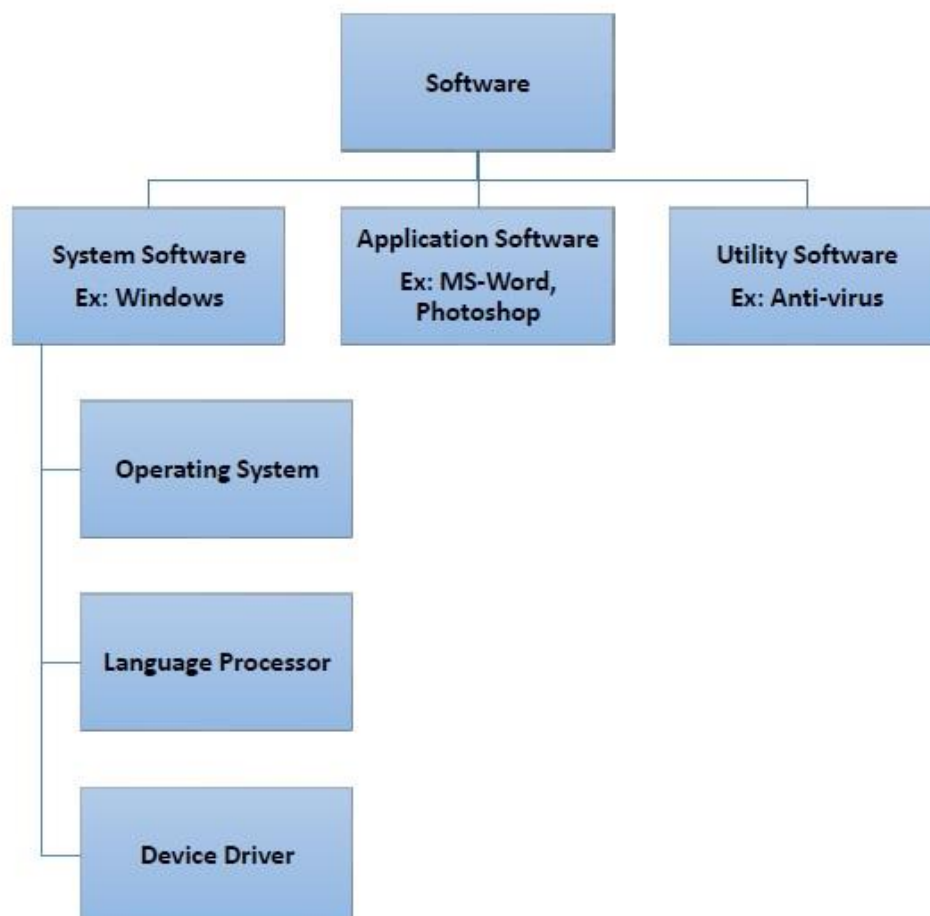 Software
System Software
Ex: Windows
Application Software
Ex: MS-Word,
Photoshop
Utility Software
Ex: Anti-virus
Operating System
Language Processor
Device Driver